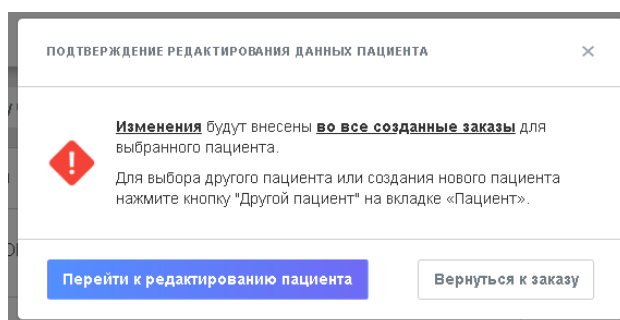 ПОДТВЕРЖДЕНИЕ РЕДАКТИРОВАНИЯ ДАННЫХ ПАЦИЕНТА
Изменения будут внесены во все созданные заказы для
выбранного пациента.
Для выбора другого пациента или создания нового пациента
нажмите кнопку "Другой пациент" на вкладке «Пациент».
Перейти к редактированию пациента
Вернуться к заказу